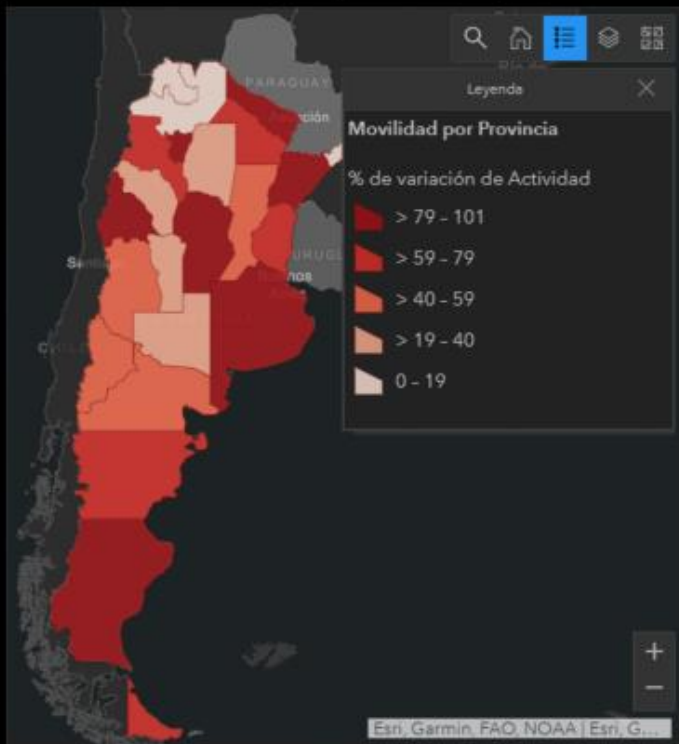 PARAGUAY
Leyenda
Movilidad por Provincia
% de variación de Actividad
> 79 - 101
> 59 - 79
> 40 - 59
> 19 - 40
0 - 19
+
−
Esri, Garmin, FAO, NOAA | Esri, G...